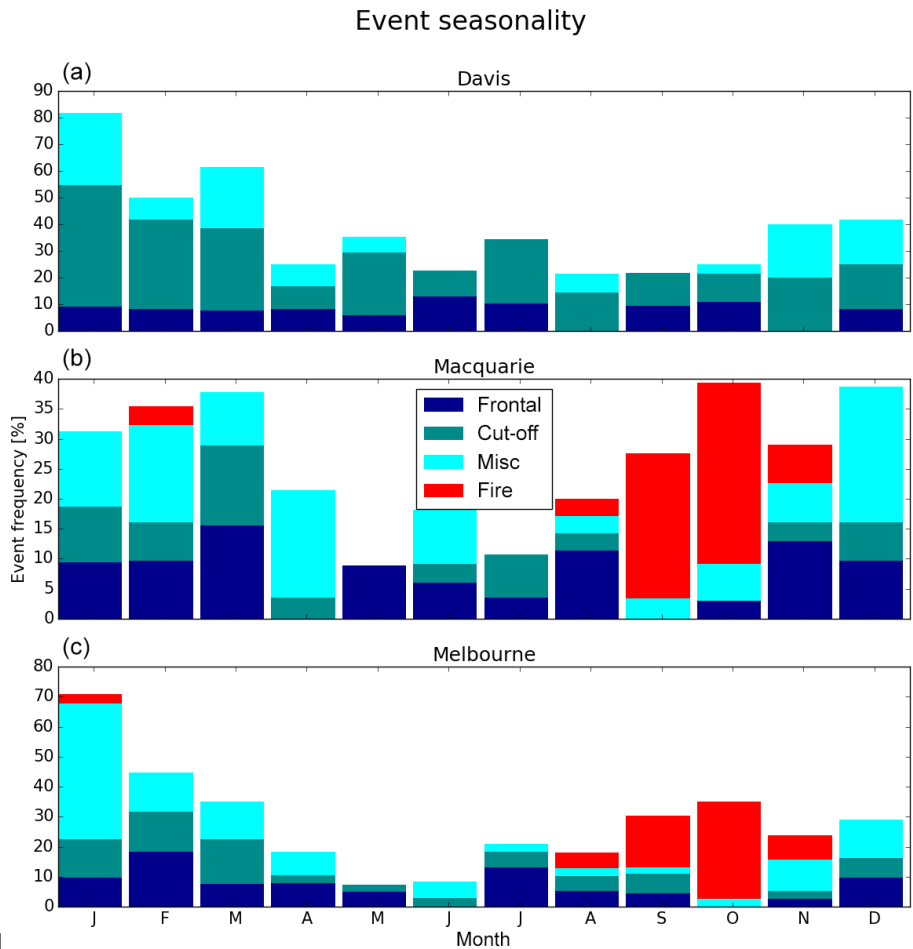 Event seasonality
(a)
Davis
90
80
70
60
50
40
30
20
10
0
(b)
Macquarie
Event frequency [%]
40
35
30
25
20
15
10
5
0
Frontal
Cut-off
Misc
Fire
(c)
Melbourne
80
70
60
50
40
30
20
10
0
J F M A M J J A S O N D
Month